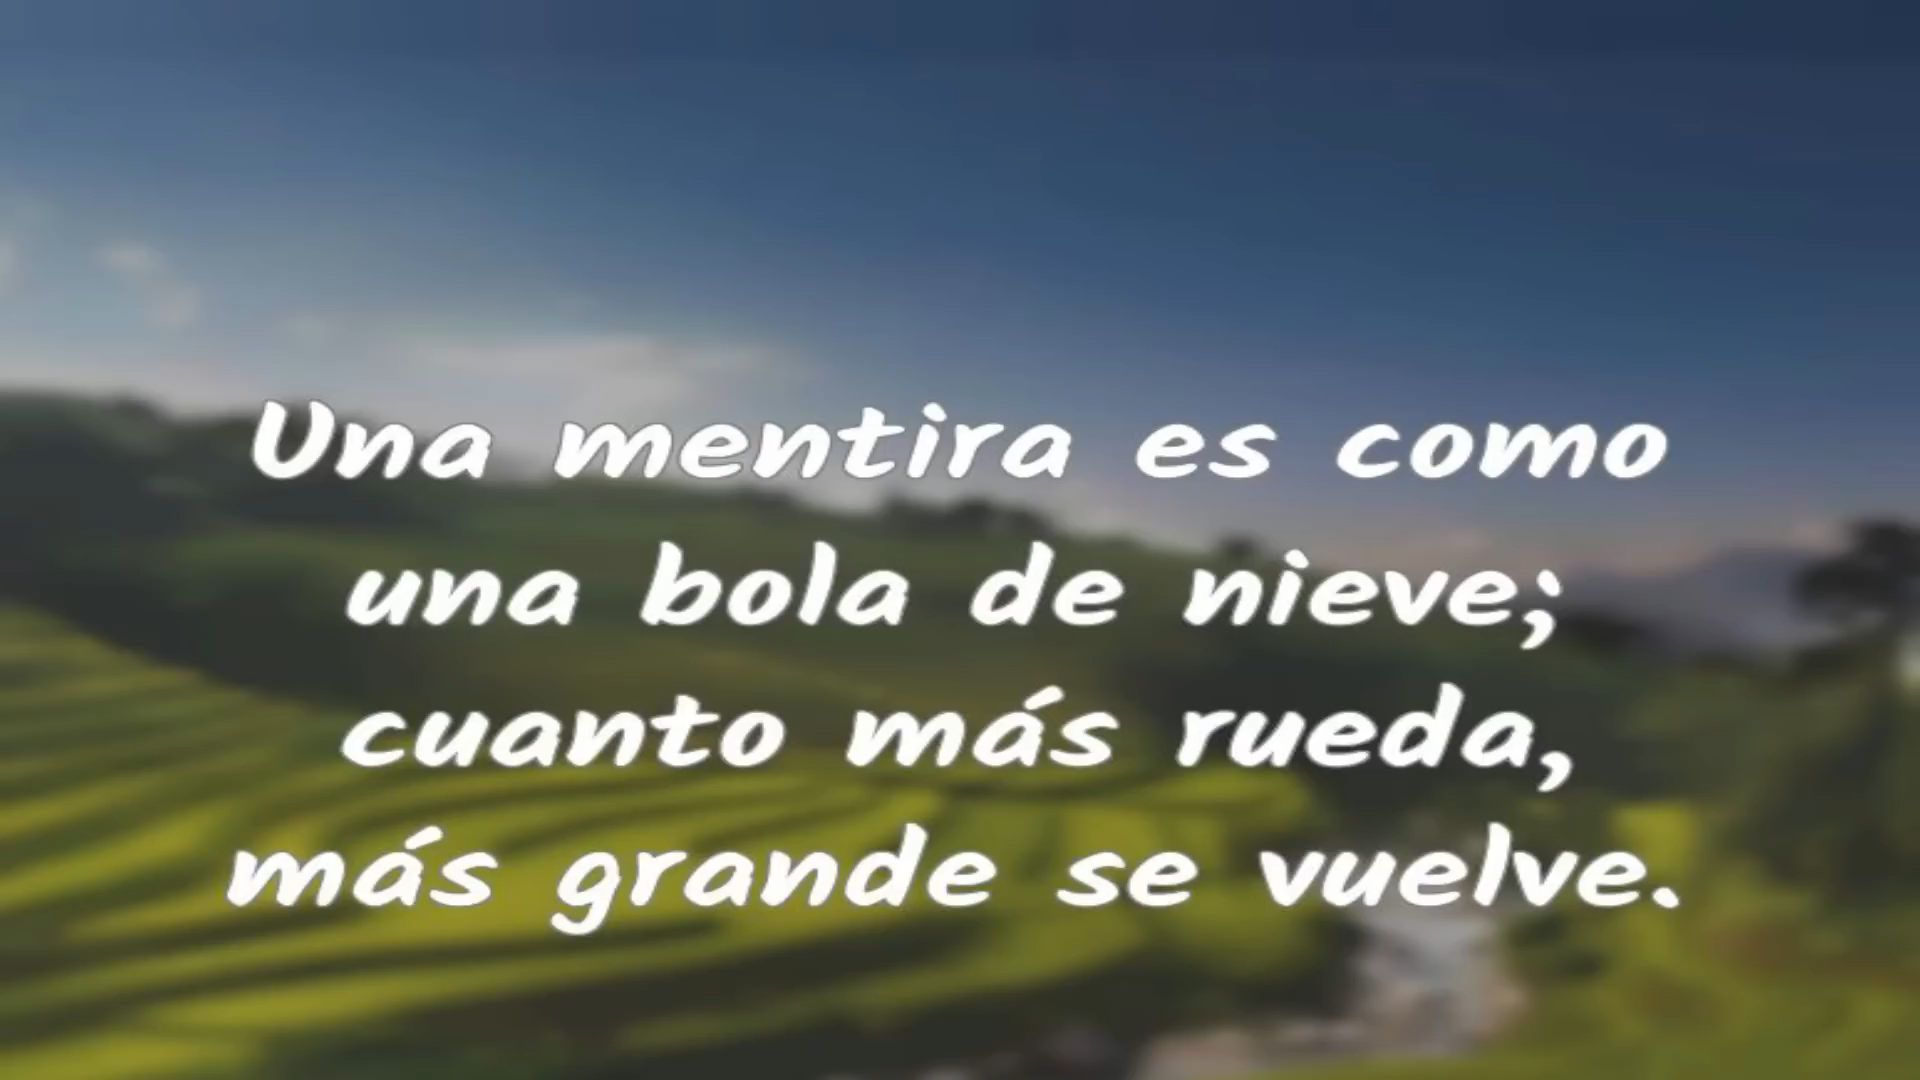 Una mentira es como
una bola de nieve;
cuanto más rueda,
más grande se vuelve.